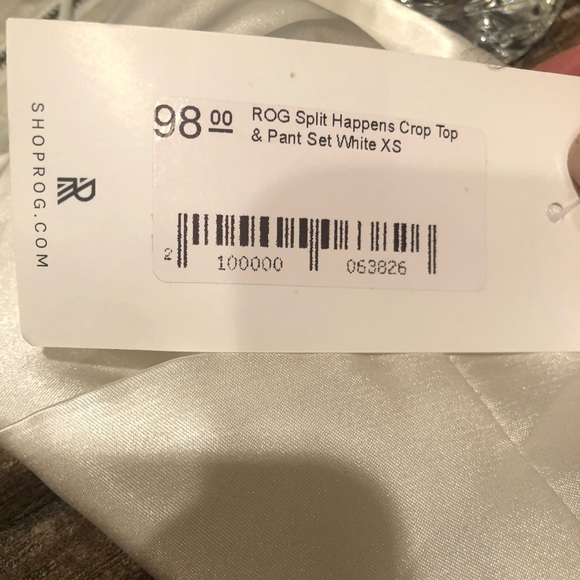 SHOPROG.COM
R
98 00
ROG Split Happens Crop Top
& Pant Set White XS
2 100000 063826